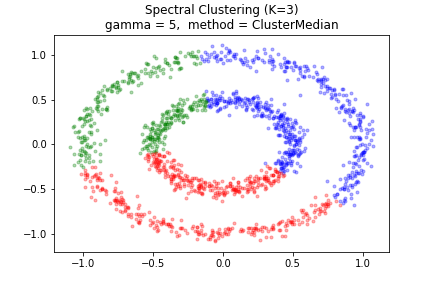 Spectral Clustering (K=3)
gamma = 5,  method = ClusterMedian
1.0
0.5
0.0
−0.5
−1.0
−1.0 −0.5 0.0 0.5 1.0